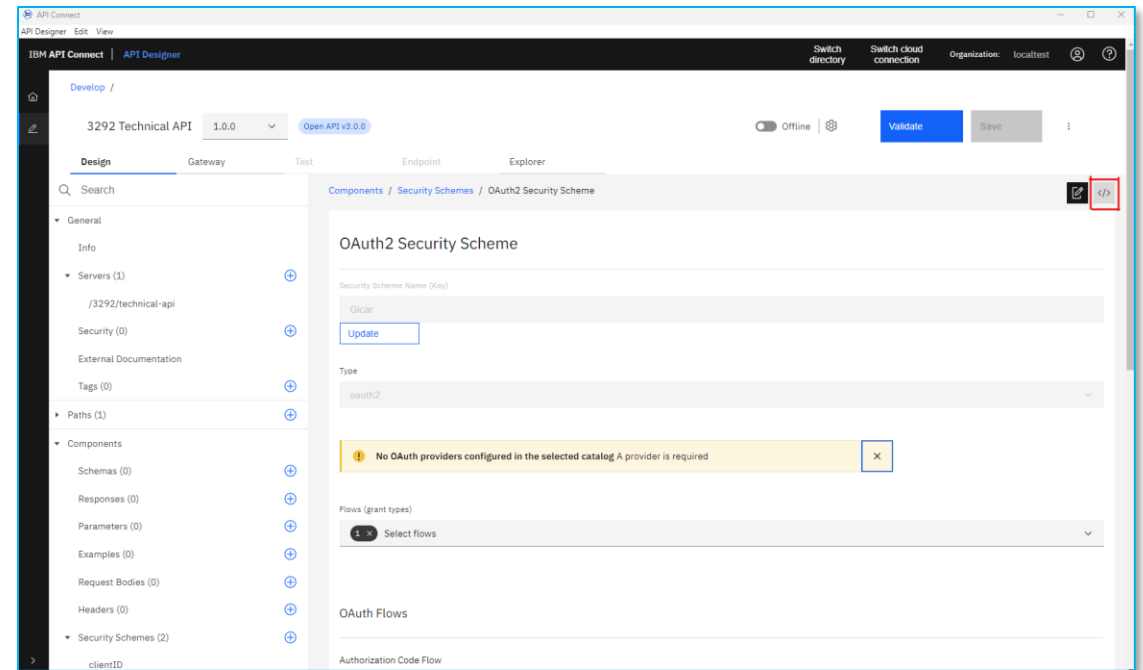 API Connect
API Designer Edit View
IBM API Connect | API Designer
Switch directory
Switch cloud connection
Organization: localtest
Develop /
3292 Technical API 1.0.0 Open API v3.0.0
Offline
Validate
Save
Design Gateway Test Endpoint Explorer
Search
Components / Security Schemes / OAuth2 Security Scheme
</>
General
Info
Servers (1)
/3292/technical-api
Security (0)
External Documentation
Tags (0)
Paths (1)
Components
Schemas (0)
Responses (0)
Parameters (0)
Examples (0)
Request Bodies (0)
Headers (0)
Security Schemes (2)
clientID
OAuth2 Security Scheme
Security Scheme Name (Key)
Gicar
Update
Type
oauth2
No OAuth providers configured in the selected catalog A provider is required
Flows (grant types)
1 × Select flows
OAuth Flows
Authorization Code Flow